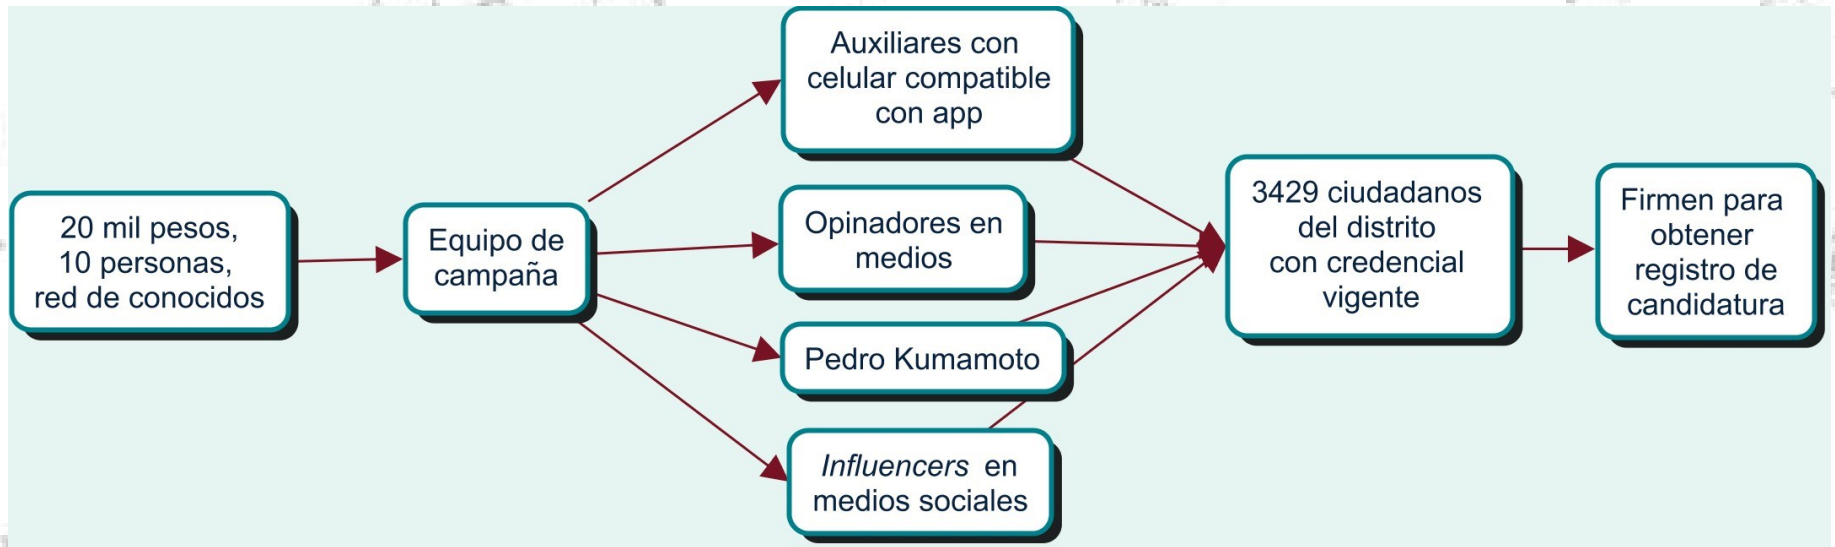 20 mil pesos,
10 personas,
red de conocidos
Equipo de
campaña
Auxiliares con
celular compatible
con app
Opinadores en
medios
Pedro Kumamoto
Influencers en
medios sociales
3429 ciudadanos
del distrito
con credencial
vigente
Firmen para
obtener
registro de
candidatura